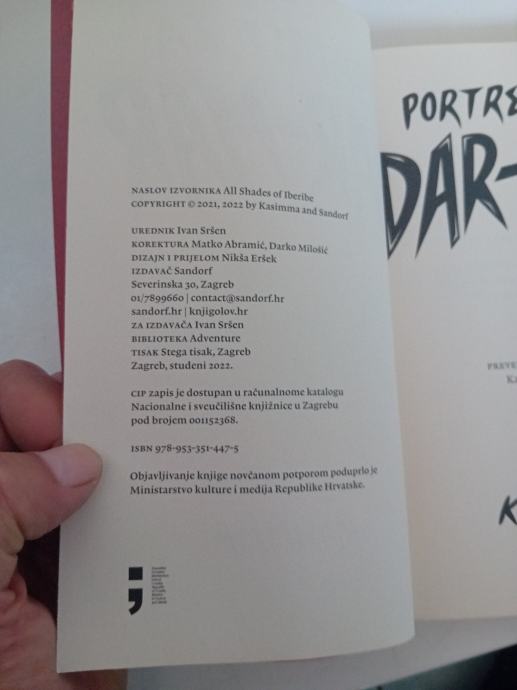 NASLOV IZVORNIKA All Shades of Iberibe
COPYRIGHT © 2021, 2022 by Kasimma and Sandorf
UREDNIK Ivan Sršen
KOREKTURA Matko Abramić, Darko Milošić
DIZAJN I PRIJELOM Nikša Eršek
IZDAVAČ Sandorf
Severinska 30, Zagreb
01/7899660 | contact@sandorf.hr
sandorf.hr | knjigolov.hr
ZA IZDAVAČA Ivan Sršen
BIBLIOTEKA Adventure
TISAK Stega tisak, Zagreb
Zagreb, studeni 2022.
CIP zapis je dostupan u računalnome katalogu
Nacionalne i sveučilišne knjižnice u Zagrebu
pod brojem 001152368.
ISBN 978-953-351-447-5
Objavljivanje knjige novčanom potporom poduprlo je
Ministarstvo kulture i medija Republike Hrvatske.
PORTRE
DAR-
PREVE
K